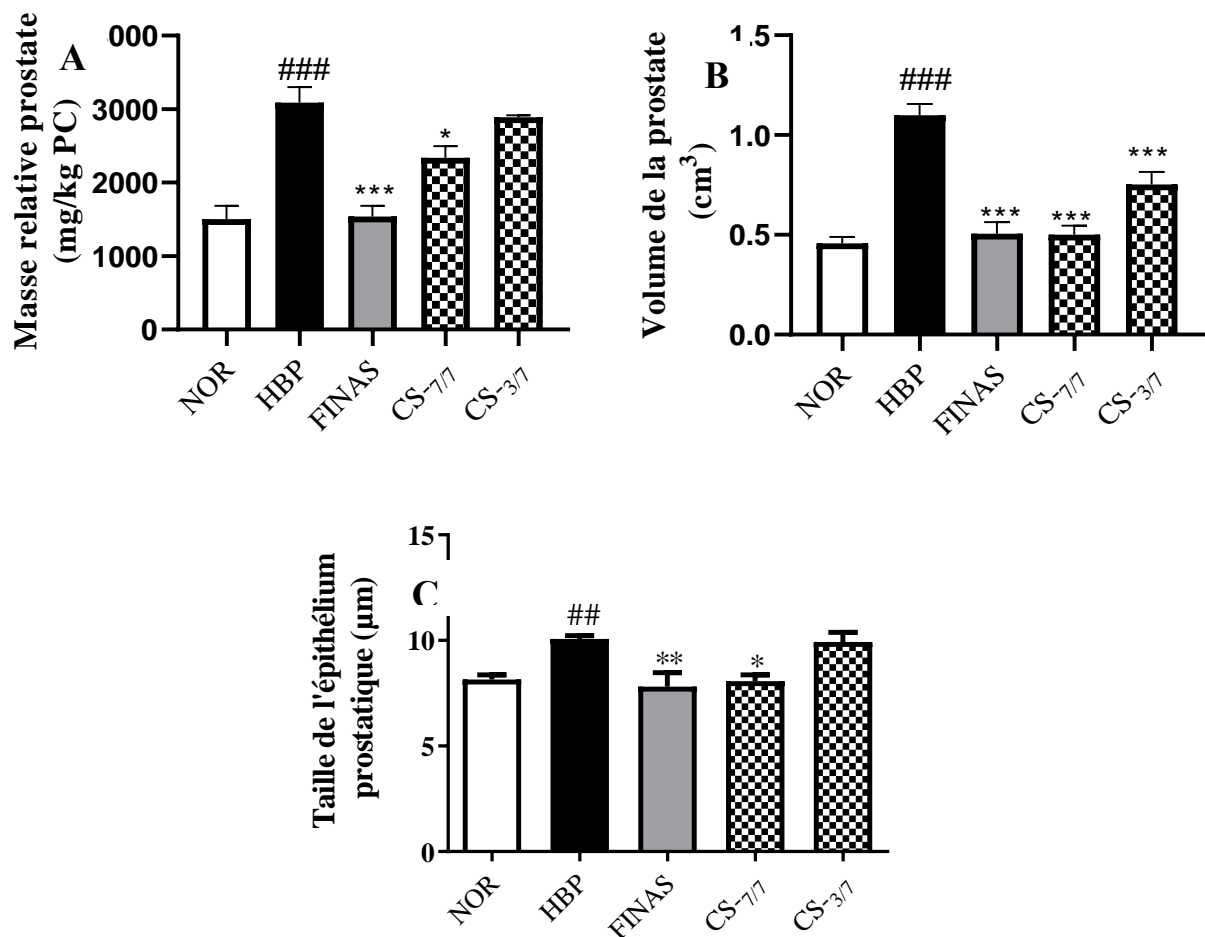 A
Masse relative prostate
(mg/kg PC)
000
3000
2000
1000
0
###
***
*
NOR
HBP
FINAS
CS-7/7
CS-3/7
B
Volume de la prostate
(cm3)
1.5
1.0
0.5
0.0
###
***
***
***
NOR
HBP
FINAS
CS-7/7
CS-3/7
C
Taille de l'épithélium
prostatique (µm)
15
10
5
0
##
**
*
NOR
HBP
FINAS
CS-7/7
CS-3/7